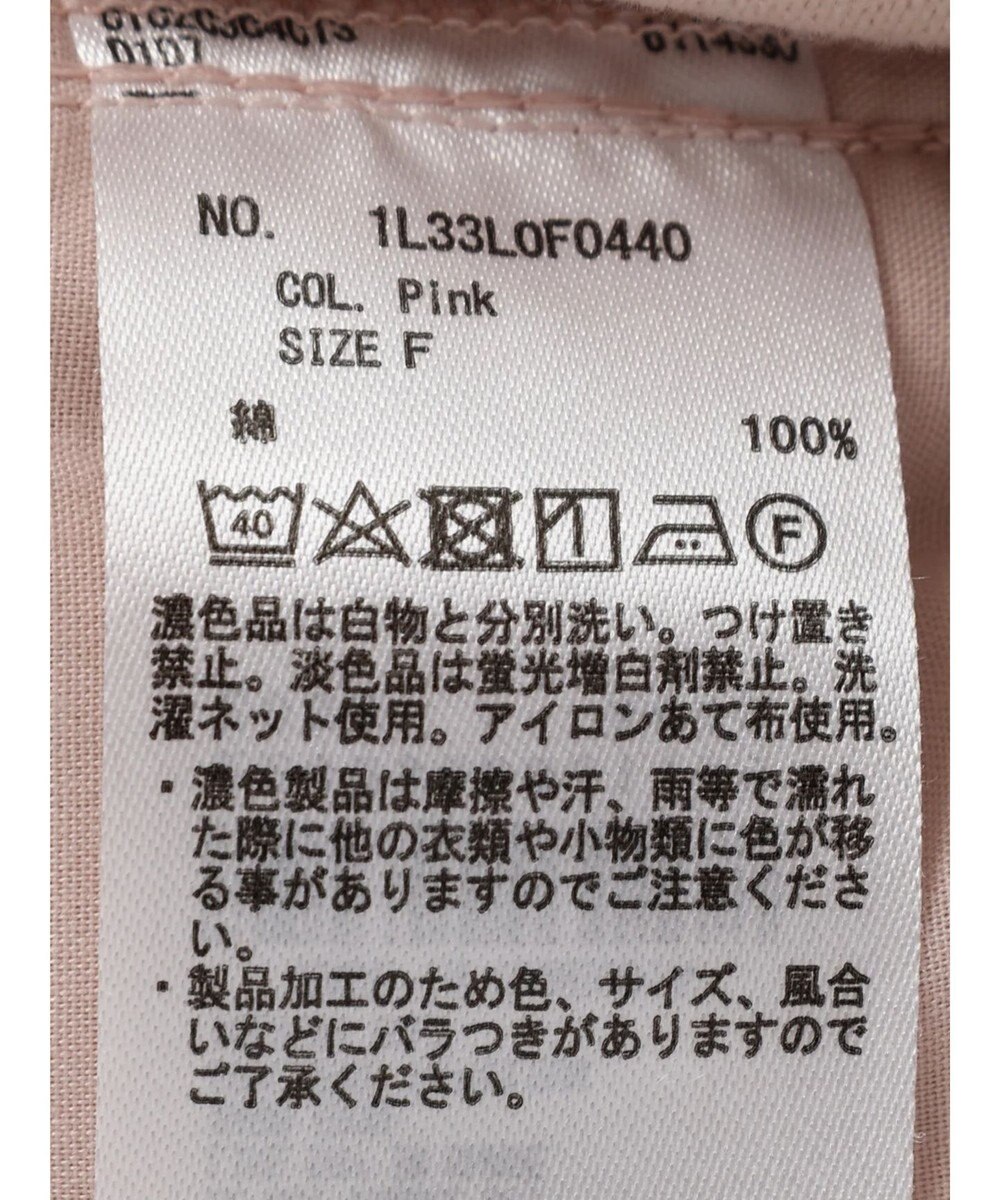 D1D7
NO. 1L33L0F0440
COL. Pink
SIZE F
綿 100%
40 F
濃色品は白物と分別洗い。つけ置き
禁止。淡色品は蛍光増白剤禁止。洗
濯ネット使用。アイロンあて布使用。
・濃色製品は摩擦や汗、雨等で濡れ
た際に他の衣類や小物類に色が移
る事がありますのでご注意くださ
い。
・製品加工のため色、サイズ、風合
いなどにバラつきがありますので
ご了承ください。